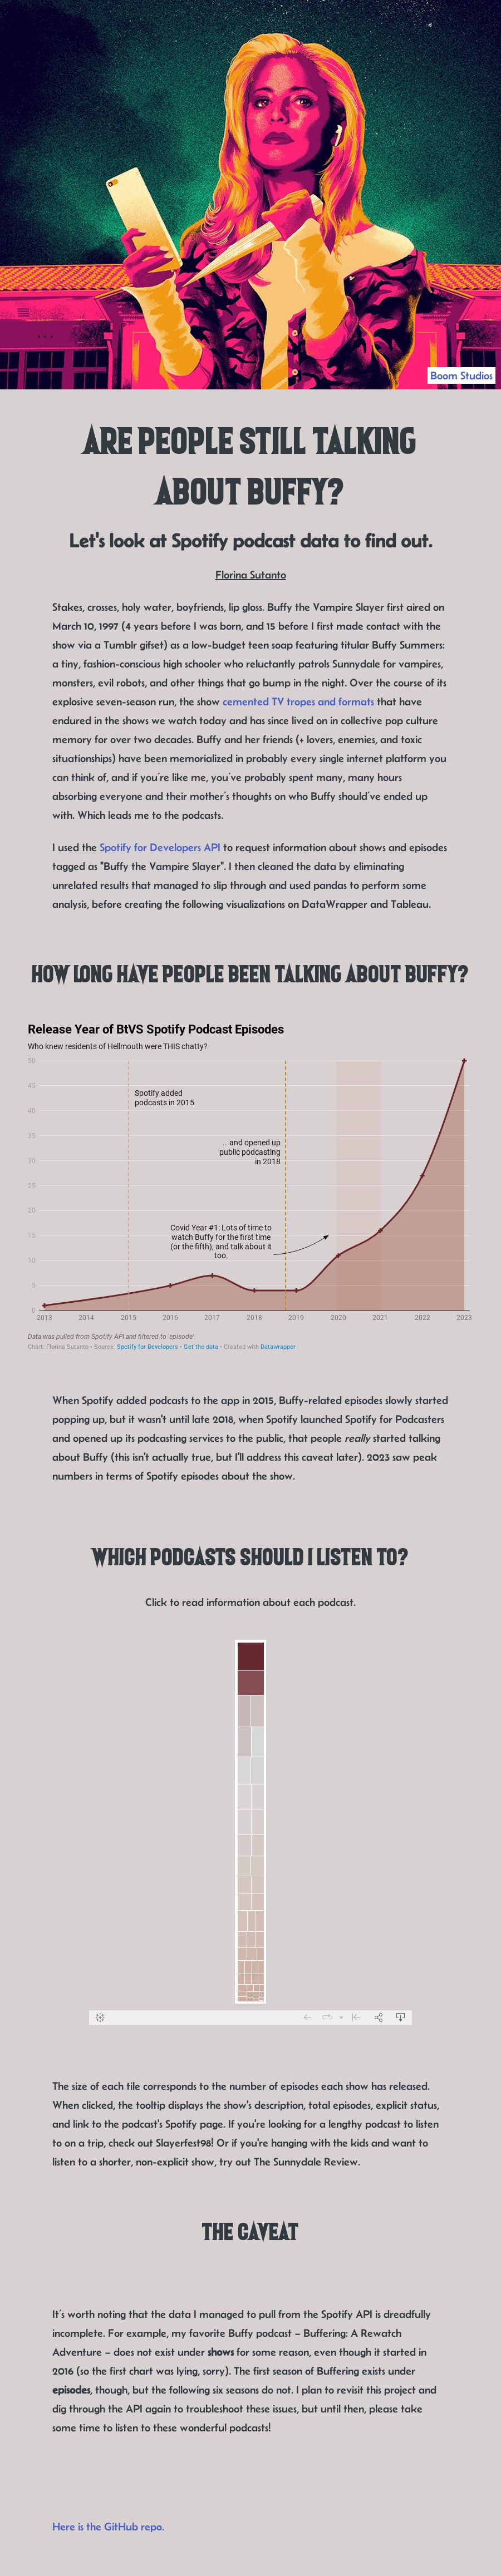 Boom Studios
ARE PEOPLE STILL TALKING
ABOUT BUFFY?
Let's look at Spotify podcast data to find out.
Florina Sutanto
Stakes, crosses, holy water, boyfriends, lip gloss. Buffy the Vampire Slayer first aired on
March 10, 1997 (4 years before I was born, and 15 before I first made contact with the
show via a Tumblr gifset) as a low-budget teen soap featuring titular Buffy Summers:
a tiny, fashion-conscious high schooler who reluctantly patrols Sunnydale for vampires,
monsters, evil robots, and other things that go bump in the night. Over the course of its
explosive seven-season run, the show cemented TV tropes and formats that have
endured in the shows we watch today and has since lived on in collective pop culture
memory for over two decades. Buffy and her friends (+ lovers, enemies, and toxic
situationships) have been memorialized in probably every single internet platform you
can think of, and if you're like me, you've probably spent many, many hours
absorbing everyone and their mother's thoughts on who Buffy should've ended up
with. Which leads me to the podcasts.
I used the Spotify for Developers API to request information about shows and episodes
tagged as "Buffy the Vampire Slayer". I then cleaned the data by eliminating
unrelated results that managed to slip through and used pandas to perform some
analysis, before creating the following visualizations on DataWrapper and Tableau.
HOW LONG HAVE PEOPLE BEEN TALKING ABOUT BUFFY?
Release Year of BtVS Spotify Podcast Episodes
Who knew residents of Hellmouth were THIS chatty?
50
45
40
35
30
25
20
15
10
5
0
Spotify added
podcasts in 2015
...and opened up
public podcasting
in 2018
Covid Year #1: Lots of time to
watch Buffy for the first time
(or the fifth), and talk about it
too.
2013 2014 2015 2016 2017 2018 2019 2020 2021 2022 2023
Data was pulled from Spotify API and filtered to 'episode'.
Chart: Florina Sutanto • Source: Spotify for Developers • Get the data • Created with Datawrapper
When Spotify added podcasts to the app in 2015, Buffy-related episodes slowly started
popping up, but it wasn't until late 2018, when Spotify launched Spotify for Podcasters
and opened up its podcasting services to the public, that people really started talking
about Buffy (this isn't actually true, but I'll address this caveat later). 2023 saw peak
numbers in terms of Spotify episodes about the show.
WHICH PODCASTS SHOULD I LISTEN TO?
Click to read information about each podcast.
The size of each tile corresponds to the number of episodes each show has released.
When clicked, the tooltip displays the show's description, total episodes, explicit status,
and link to the podcast's Spotify page. If you're looking for a lengthy podcast to listen
to on a trip, check out Slayerfest98! Or if you're hanging with the kids and want to
listen to a shorter, non-explicit show, try out The Sunnydale Review.
THE CAVEAT
It's worth noting that the data I managed to pull from the Spotify API is dreadfully
incomplete. For example, my favorite Buffy podcast – Buffering: A Rewatch
Adventure – does not exist under shows for some reason, even though it started in
2016 (so the first chart was lying, sorry). The first season of Buffering exists under
episodes, though, but the following six seasons do not. I plan to revisit this project and
dig through the API again to troubleshoot these issues, but until then, please take
some time to listen to these wonderful podcasts!
Here is the GitHub repo.